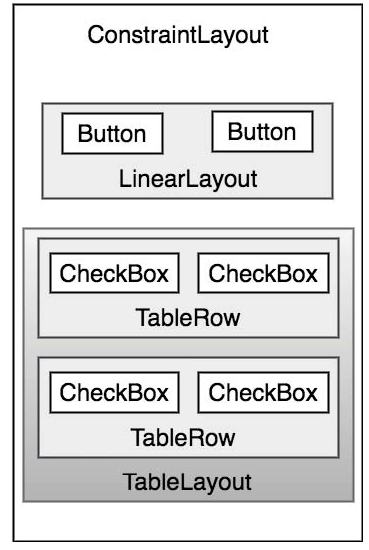 ConstraintLayout
Button Button
LinearLayout
CheckBox CheckBox
TableRow
CheckBox CheckBox
TableRow
TableLayout